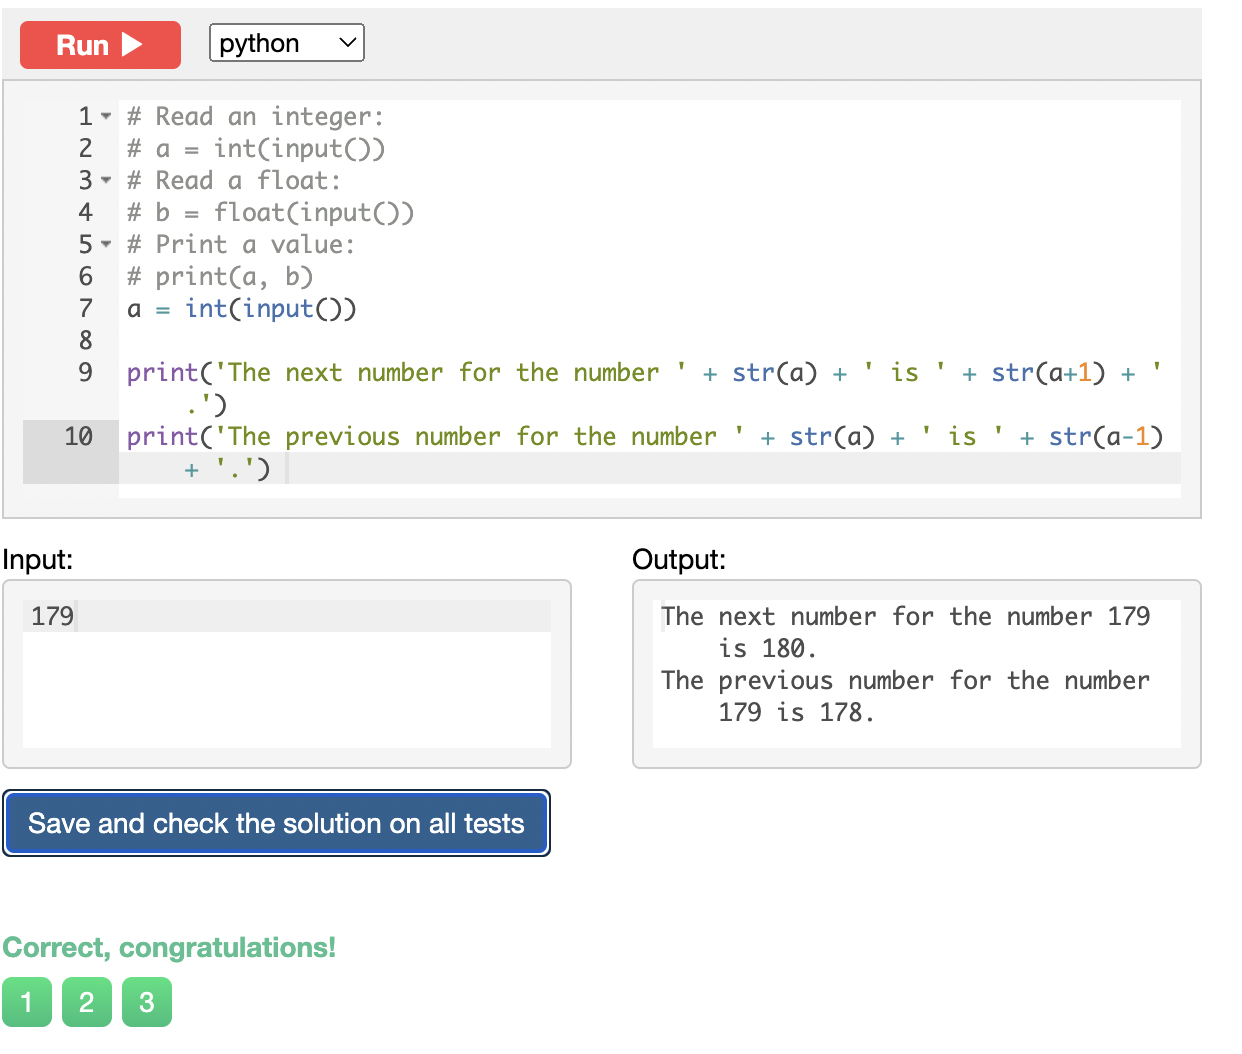 Run
python
1 # Read an integer:
2 # a = int(input())
3 # Read a float:
4 # b = float(input())
5 # Print a value:
6 # print(a, b)
7 a = int(input())
8
9 print('The next number for the number ' + str(a) + ' is ' + str(a+1) + '
.')
10 print('The previous number for the number ' + str(a) + ' is ' + str(a-1)
+ '.')
Input:
179
Output:
The next number for the number 179
is 180.
The previous number for the number
179 is 178.
Save and check the solution on all tests
Correct, congratulations!
1 2 3